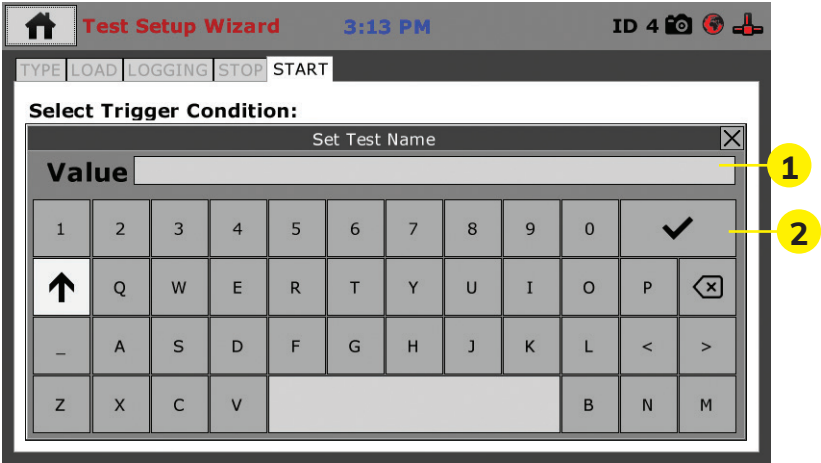 Test Setup Wizard 3:13 PM ID 4
TYPE LOAD LOGGING STOP START
Select Trigger Condition:
Set Test Name
Value 1
1 2 3 4 5 6 7 8 9 0 2
Q W E R T Y U I O P
_ A S D F G H J K L < >
Z X C V B N M